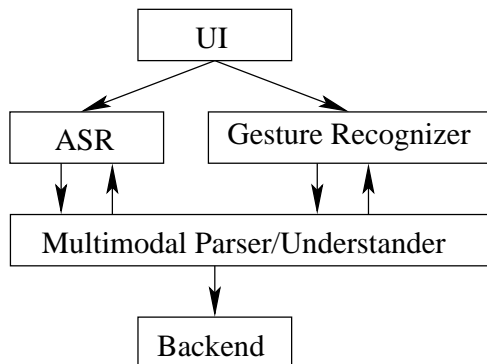 UI
ASR
Gesture Recognizer
Multimodal Parser/Understander
Backend